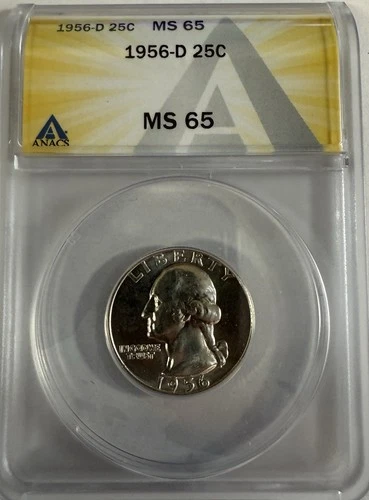 1956-D 25C MS 65
1956-D 25C
MS 65
ANACS
LIBERTY
IN GOD WE
TRUST
1956